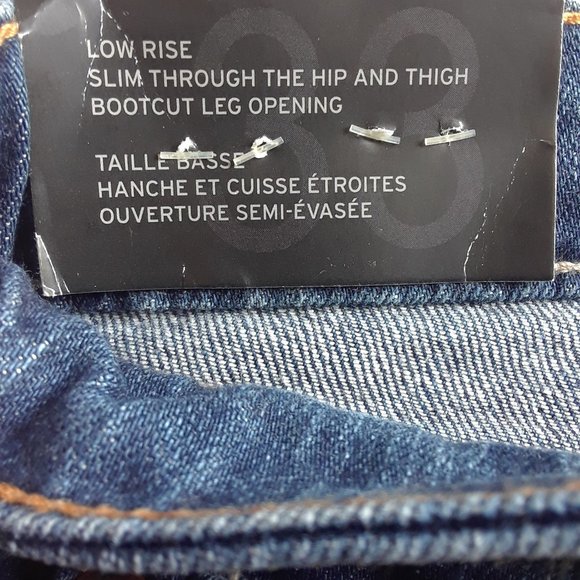 LOW RISE
SLIM THROUGH THE HIP AND THIGH
BOOTCUT LEG OPENING
TAILLE BASSE
HANCHE ET CUISSE ÉTROITES
OUVERTURE SEMI-ÉVASÉE
33